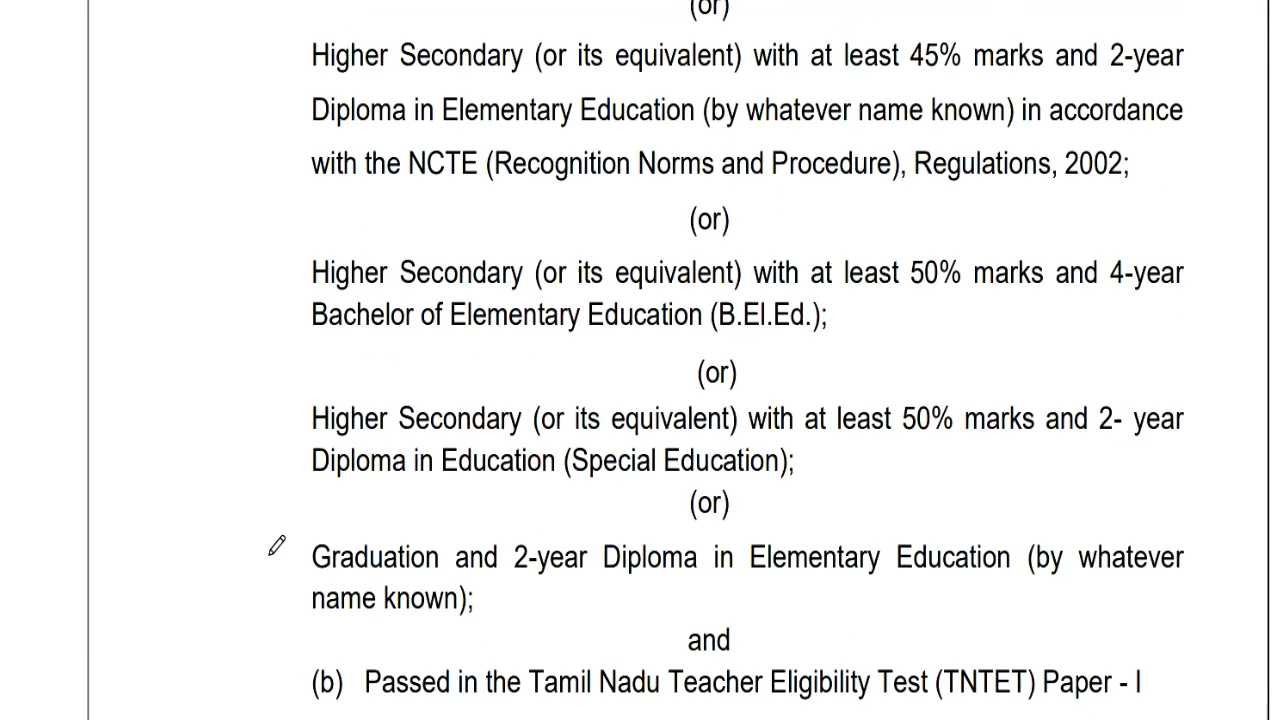 (or)
Higher Secondary (or its equivalent) with at least 45% marks and 2-year
Diploma in Elementary Education (by whatever name known) in accordance
with the NCTE (Recognition Norms and Procedure), Regulations, 2002;
(or)
Higher Secondary (or its equivalent) with at least 50% marks and 4-year
Bachelor of Elementary Education (B.El.Ed.);
(or)
Higher Secondary (or its equivalent) with at least 50% marks and 2- year
Diploma in Education (Special Education);
(or)
Graduation and 2-year Diploma in Elementary Education (by whatever
name known);
and
(b) Passed in the Tamil Nadu Teacher Eligibility Test (TNTET) Paper - I